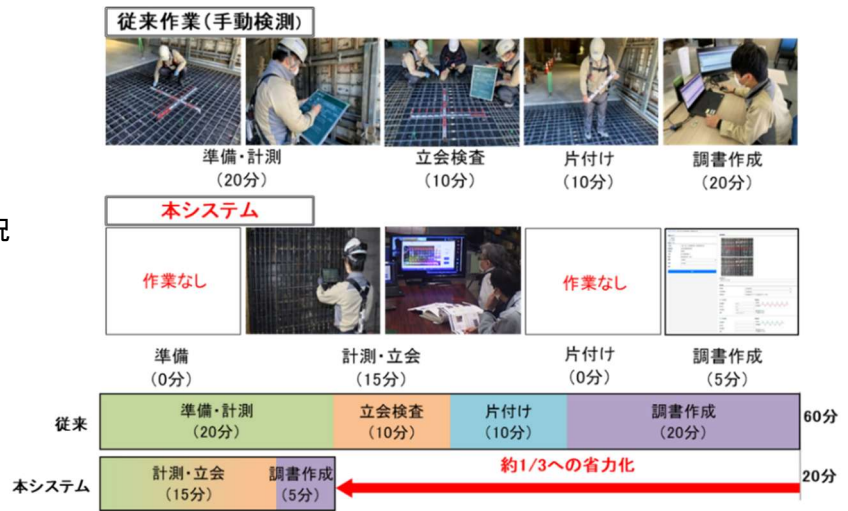 従来作業(手動検測)
準備・計測
(20分)
立会検査
(10分)
片付け
(10分)
調書作成
(20分)
本システム
況
作業なし
作業なし
準備
(0分)
計測・立会
(15分)
片付け
(0分)
調書作成
(5分)
従来
準備・計測
(20分)
立会検査
(10分)
片付け
(10分)
調書作成
(20分)
60分
本システム
計測・立会
(15分)
調書作成
(5分)
約1/3への省力化
20分